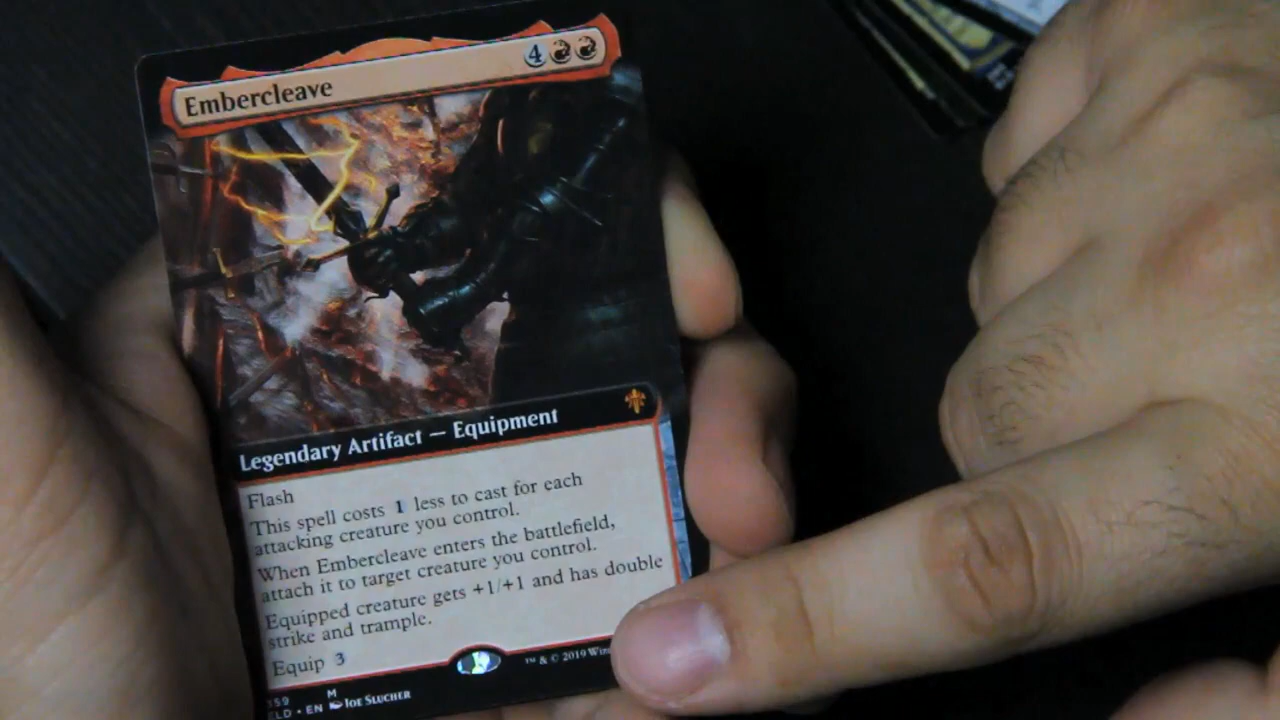 Embercleave 4
Legendary Artifact — Equipment
Flash
This spell costs 1 less to cast for each
attacking creature you control.
When Embercleave enters the battlefield,
attach it to target creature you control.
Equipped creature gets +1/+1 and has double
strike and trample.
Equip 3
™ & © 2019
M
ELD • EN JOE SLUCHER